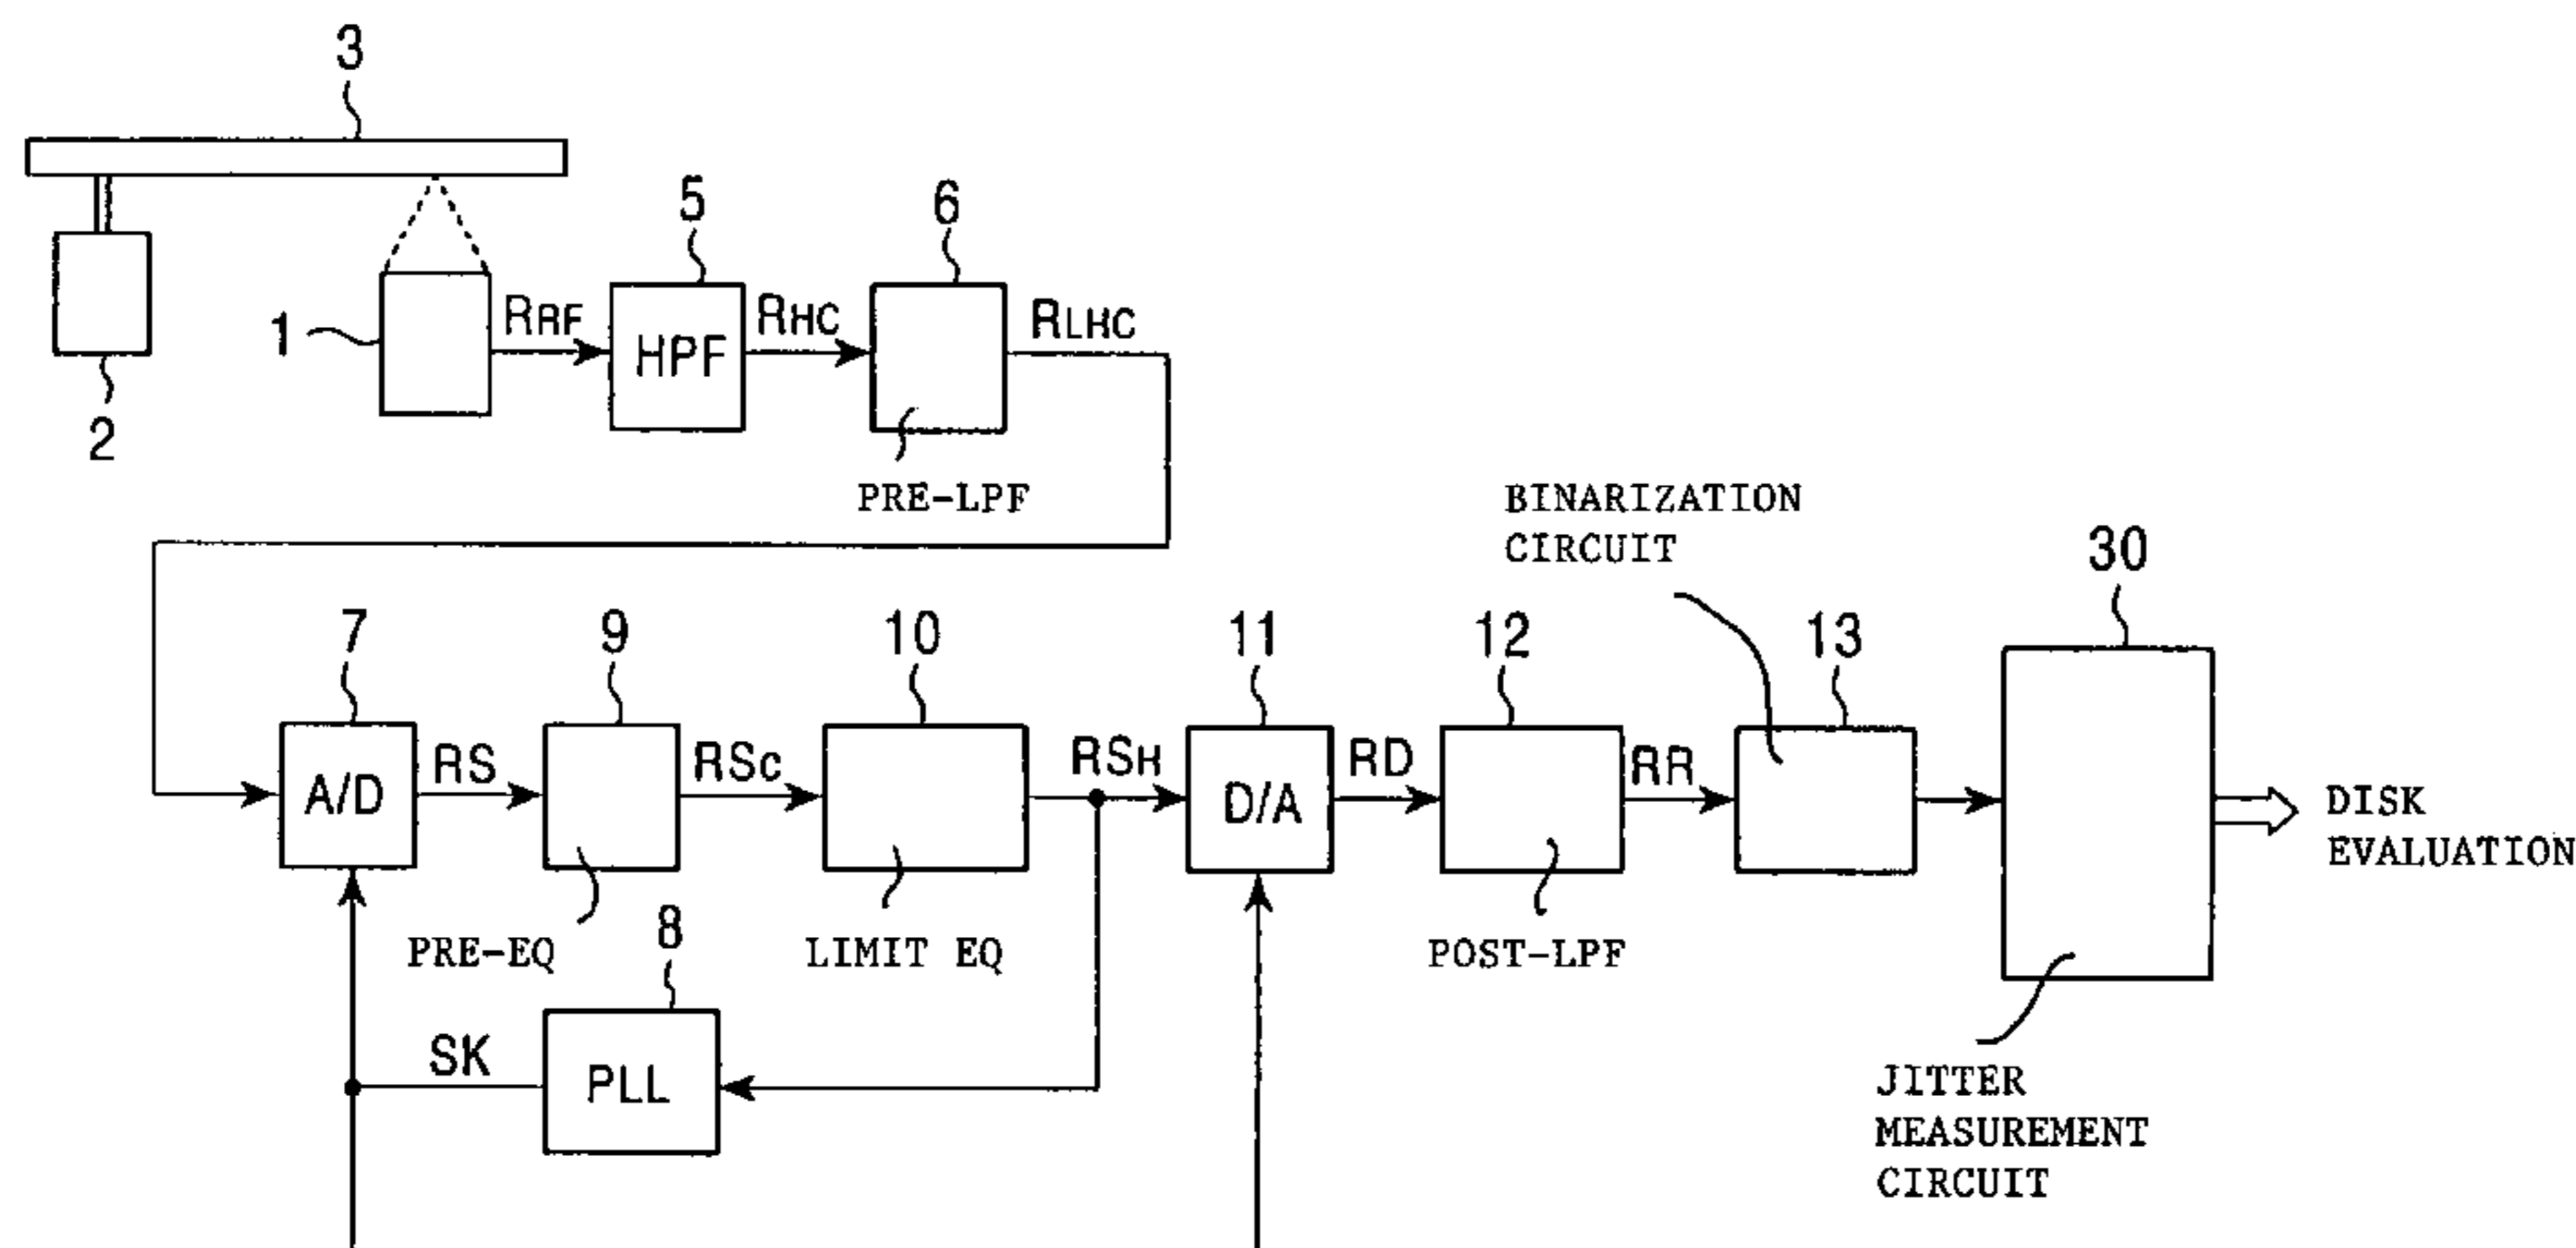 3
5
6
1
RRF
HPF
RHC
RLHC
2
PRE-LPF
BINARIZATION
CIRCUIT
30
7
9
10
11
12
13
A/D
RS
RSC
RSH
D/A
RD
RR
DISK
EVALUATION
PRE-EQ
8
LIMIT EQ
POST-LPF
SK
PLL
JITTER
MEASUREMENT
CIRCUIT